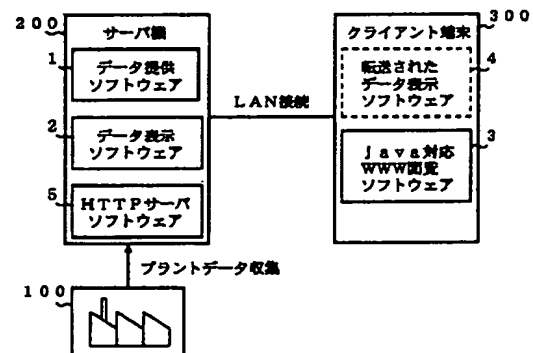 200
サーバ機
1
データ提供
ソフトウェア
2
データ表示
ソフトウェア
5
HTTPサーバ
ソフトウェア
LAN接続
300
クライアント端末
4
転送された
データ表示
ソフトウェア
3
java対応
WWW閲覧
ソフトウェア
プラントデータ収集
100